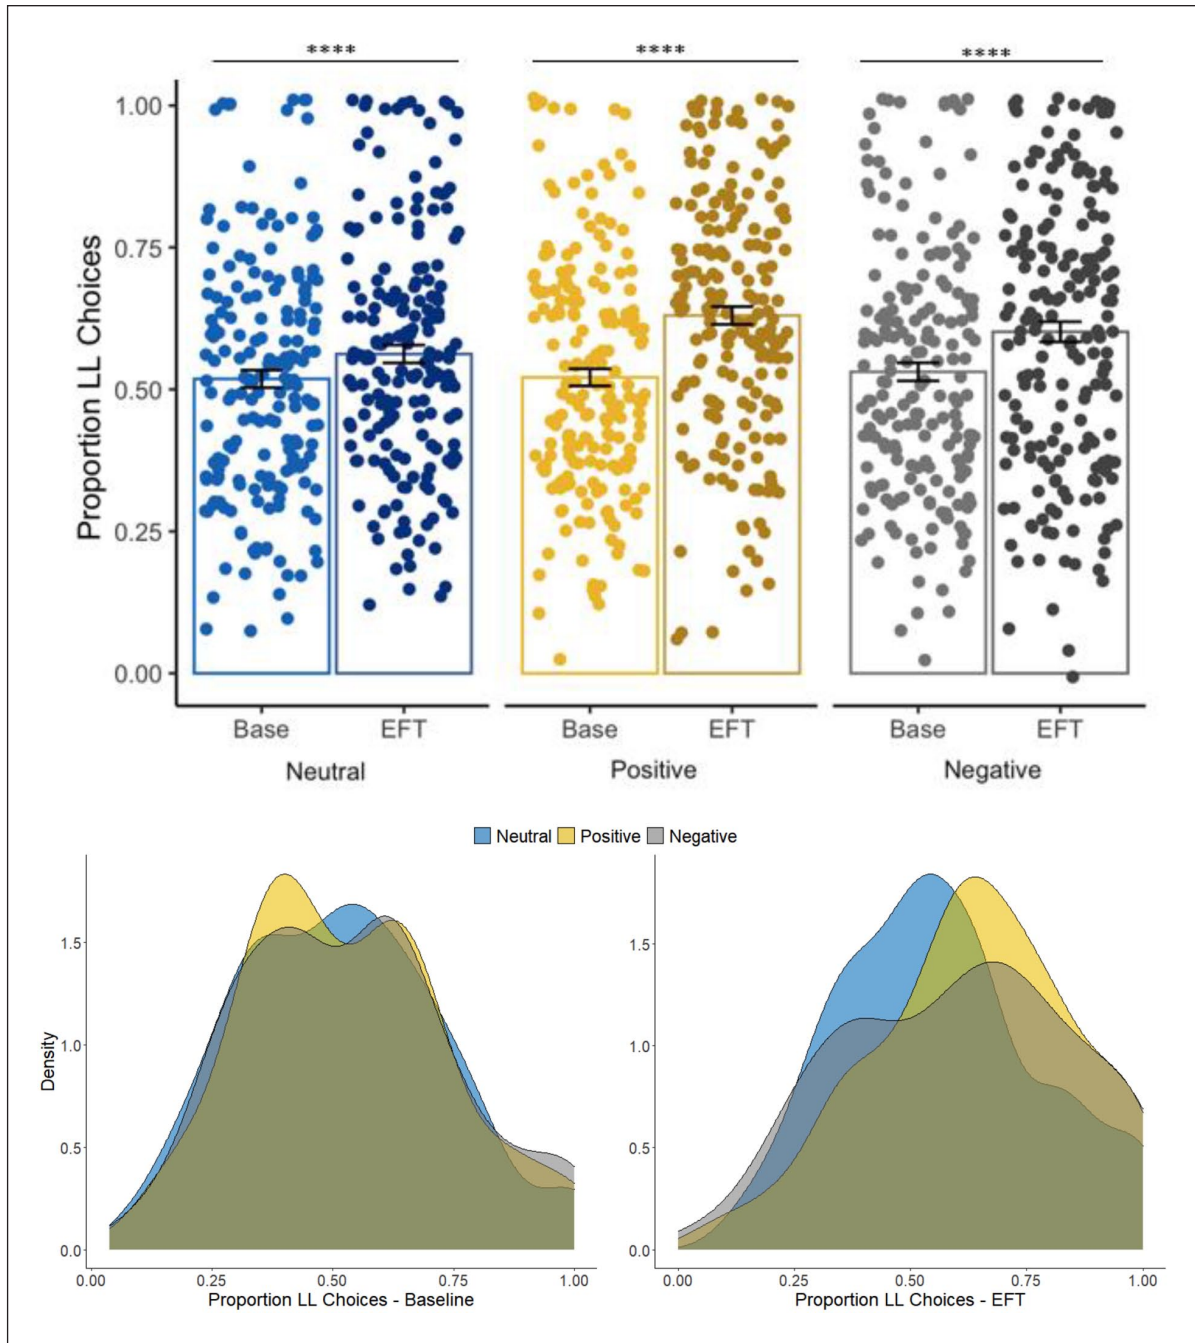 **** **** ****
1.00
0.75
0.50
0.25
0.00
Proportion LL Choices
Base EFT Base EFT Base EFT
Neutral Positive Negative
Neutral Positive Negative
1.5
1.0
0.5
0.0
Density
0.00 0.25 0.50 0.75 1.00
Proportion LL Choices - Baseline
1.5
1.0
0.5
0.0
0.00 0.25 0.50 0.75 1.00
Proportion LL Choices - EFT